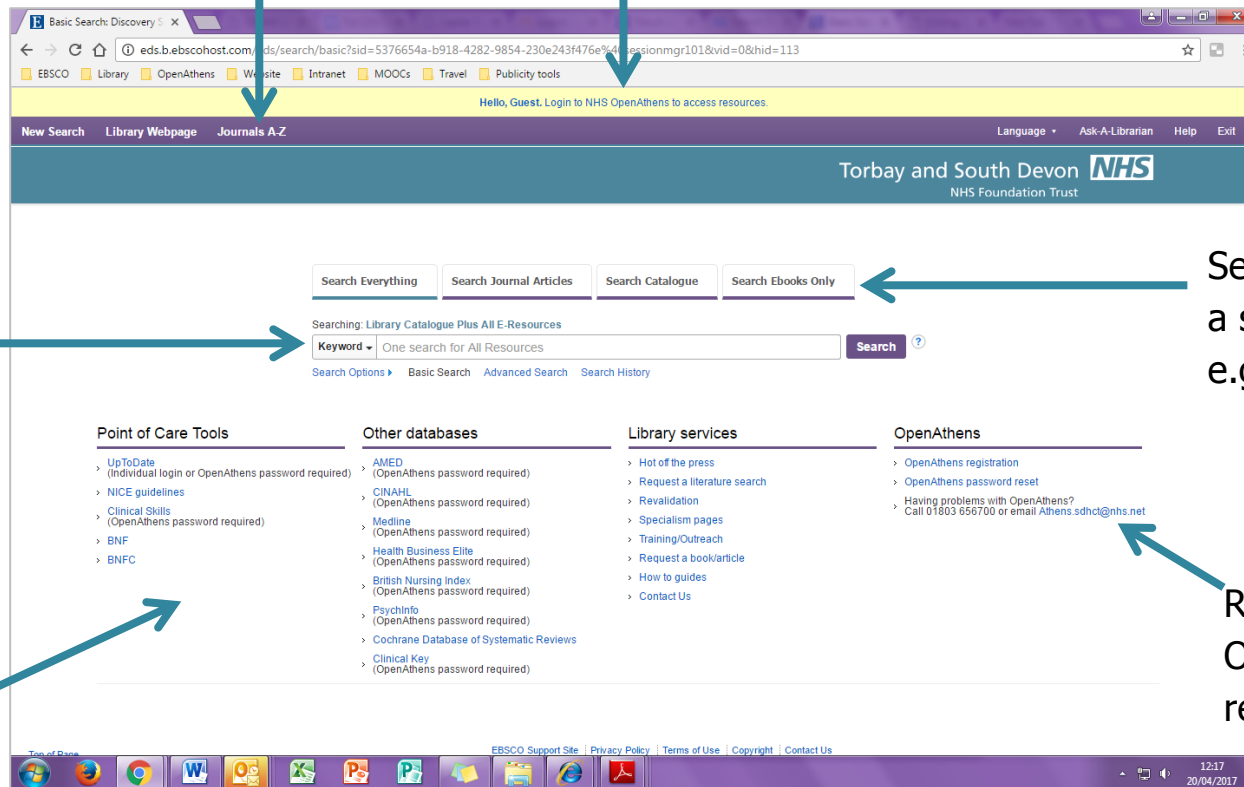 Basic Search: Discovery S
eds.b.ebscohost.com/eds/search/basic?sid=5376654a-b918-4282-9854-230e243f476e%40sessionmgr101&vid=0&hid=113
EBSCO Library OpenAthens Website Intranet MOOCs Travel Publicity tools
Hello, Guest. Login to NHS OpenAthens to access resources.
New Search Library Webpage Journals A-Z Language Ask-A-Librarian Help Exit
Torbay and South Devon NHS
NHS Foundation Trust
Search Everything Search Journal Articles Search Catalogue Search Ebooks Only
Se
a s
e.g
Searching: Library Catalogue Plus All E-Resources
Keyword One search for All Resources Search ?
Search Options Basic Search Advanced Search Search History
Point of Care Tools
UpToDate
(Individual login or OpenAthens password required)
NICE guidelines
Clinical Skills
(OpenAthens password required)
BNF
BNFC
Other databases
AMED
(OpenAthens password required)
CINAHL
(OpenAthens password required)
Medline
(OpenAthens password required)
Health Business Elite
(OpenAthens password required)
British Nursing Index
(OpenAthens password required)
PsychInfo
(OpenAthens password required)
Cochrane Database of Systematic Reviews
Clinical Key
(OpenAthens password required)
Library services
Hot off the press
Request a literature search
Revalidation
Specialism pages
Training/Outreach
Request a book/article
How to guides
Contact Us
OpenAthens
OpenAthens registration
OpenAthens password reset
Having problems with OpenAthens?
Call 01803 656700 or email Athens.sdhct@nhs.net
R
O
re
Top of Page
EBSCO Support Site Privacy Policy Terms of Use Copyright Contact Us
12:17
20/04/2017